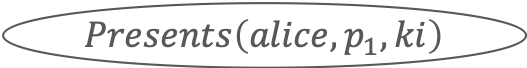 Presents(alice, p₁, ki)